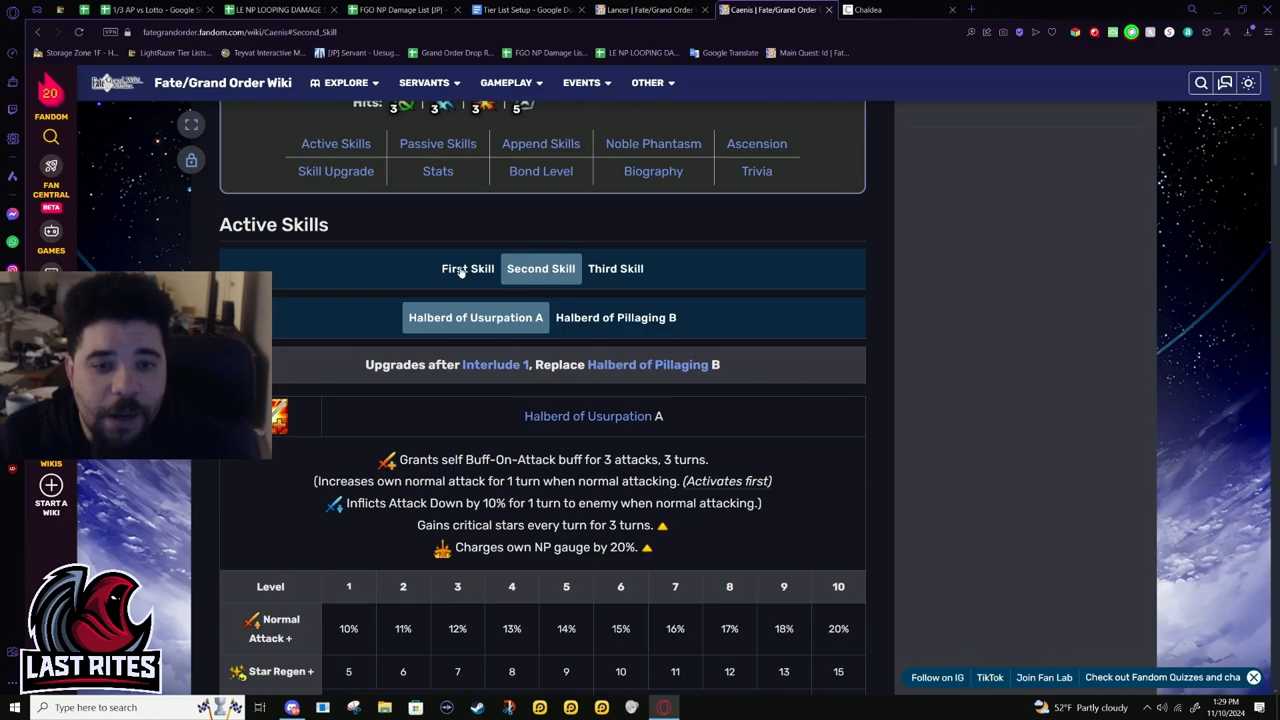 1/3 AP vs Lotto - Google S
LE NP LOOPING DAMAGE
FGO NP Damage List [JP] -
Tier List Setup - Google Do
Lancer | Fate/Grand Order
Caenis | Fate/Grand Order
Chaldea
VPN
fategrandorder.fandom.com/wiki/Caenis#Second_Skill
Storage Zone 1F - H...
LightRazer Tier Lists...
Teyvat Interactive M...
[JP] Servant - Uesug...
Grand Order Drop R...
FGO NP Damage Lis...
LE NP LOOPING DA...
Google Translate
Main Quest: Id | Fat...
20
FANDOM
Fate/Grand Order Wiki
EXPLORE
SERVANTS
GAMEPLAY
EVENTS
OTHER
FAN
CENTRAL
BETA
GAMES
WIKIS
START A
WIKI
Hits: 3 3 3 5
Active Skills
Passive Skills
Append Skills
Noble Phantasm
Ascension
Skill Upgrade
Stats
Bond Level
Biography
Trivia
Active Skills
First Skill
Second Skill
Third Skill
Halberd of Usurpation A
Halberd of Pillaging B
Upgrades after Interlude 1, Replace Halberd of Pillaging B
Halberd of Usurpation A
Grants self Buff-On-Attack buff for 3 attacks, 3 turns.
(Increases own normal attack for 1 turn when normal attacking. (Activates first)
Inflicts Attack Down by 10% for 1 turn to enemy when normal attacking.)
Gains critical stars every turn for 3 turns.
Charges own NP gauge by 20%.
Level 1 2 3 4 5 6 7 8 9 10
Normal Attack + 10% 11% 12% 13% 14% 15% 16% 17% 18% 20%
Star Regen + 5 6 7 8 10 11 12
LAST RITES
Follow on IG
TikTok
Join Fan Lab
Check out Fandom Quizzes and cha
Type here to search
52°F Partly cloudy
1:29 PM
11/10/2024